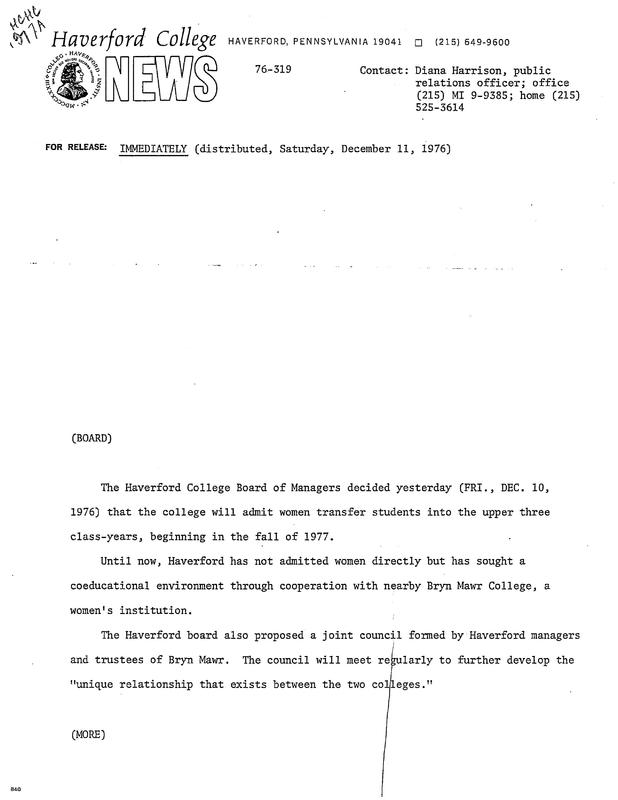 HCHC
1977A
Haverford College HAVERFORD, PENNSYLVANIA 19041 □ (215) 649-9600
NEWS
76-319
Contact: Diana Harrison, public
relations officer; office
(215) MI 9-9385; home (215)
525-3614
FOR RELEASE: IMMEDIATELY (distributed, Saturday, December 11, 1976)
(BOARD)
The Haverford College Board of Managers decided yesterday (FRI., DEC. 10,
1976) that the college will admit women transfer students into the upper three
class-years, beginning in the fall of 1977.
Until now, Haverford has not admitted women directly but has sought a
coeducational environment through cooperation with nearby Bryn Mawr College, a
women's institution.
The Haverford board also proposed a joint council formed by Haverford managers
and trustees of Bryn Mawr. The council will meet regularly to further develop the
"unique relationship that exists between the two colleges."
(MORE)
840